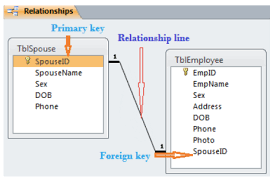 Relationships
Primary key
Relationship line
TblSpouse
SpouseID
SpouseName
Sex
DOB
Phone
1
1
TblEmployee
EmpID
EmpName
Sex
Address
DOB
Phone
Photo
SpouseID
Foreign key